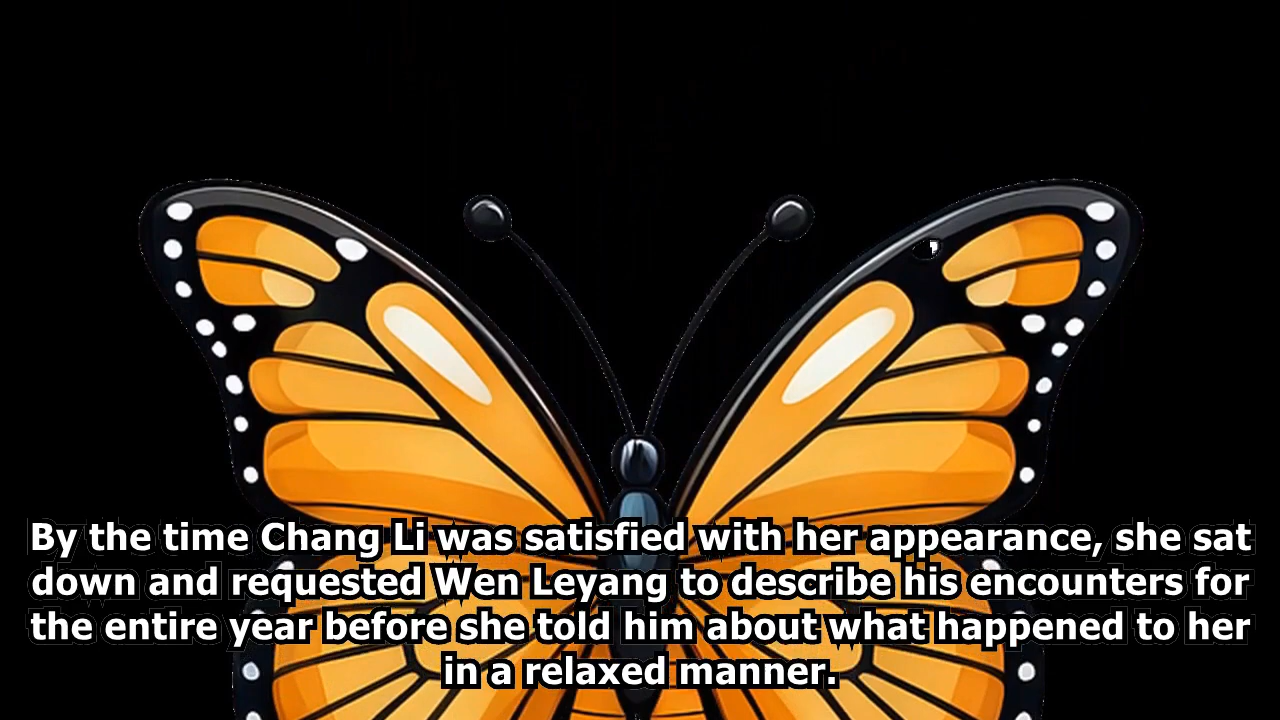 By the time Chang Li was satisfied with her appearance, she sat
down and requested Wen Leyang to describe his encounters for
the entire year before she told him about what happened to her
in a relaxed manner.